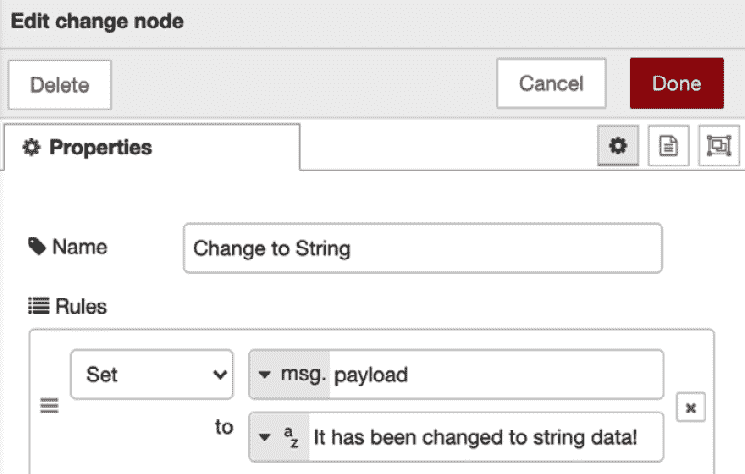 Edit change node
Delete Cancel Done
Properties
Name Change to String
Rules
Set msg. payload
to az It has been changed to string data!